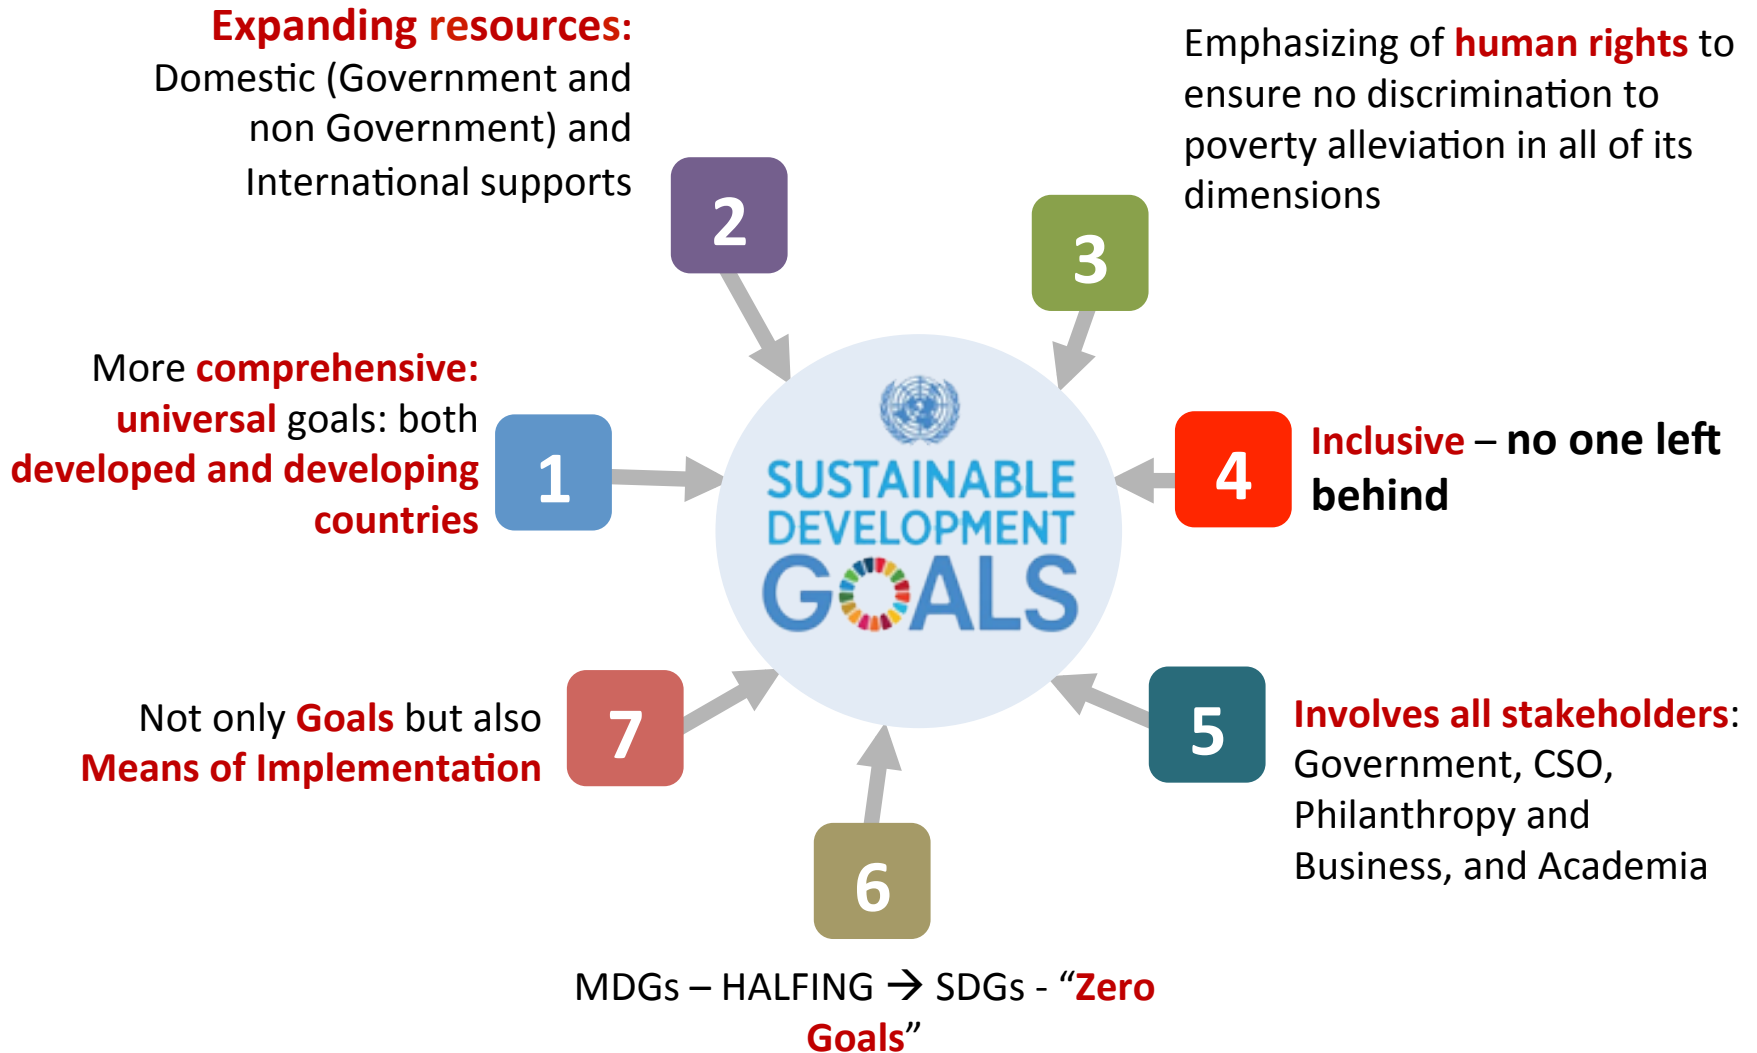 Expanding resources:
Domestic (Government and
non Government) and
International supports
2
Emphasizing of human rights to
ensure no discrimination to
poverty alleviation in all of its
dimensions
3
More comprehensive:
universal goals: both
developed and developing
countries
1
SUSTAINABLE
DEVELOPMENT
GOALS
4
Inclusive – no one left
behind
Not only Goals but also
Means of Implementation
7
5
Involves all stakeholders:
Government, CSO,
Philanthropy and
Business, and Academia
6
MDGs – HALFING → SDGs - “Zero
Goals”